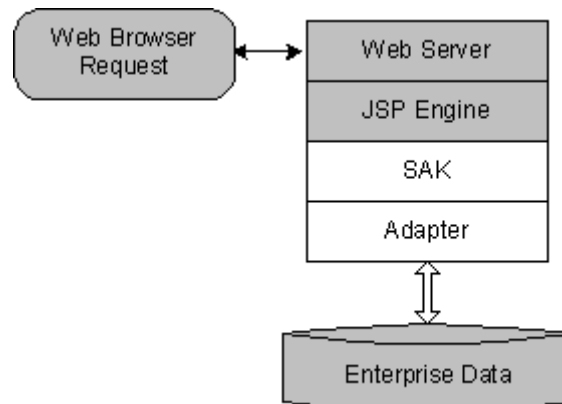 Web Browser
Request
Web Server
JSP Engine
SAK
Adapter
Enterprise Data